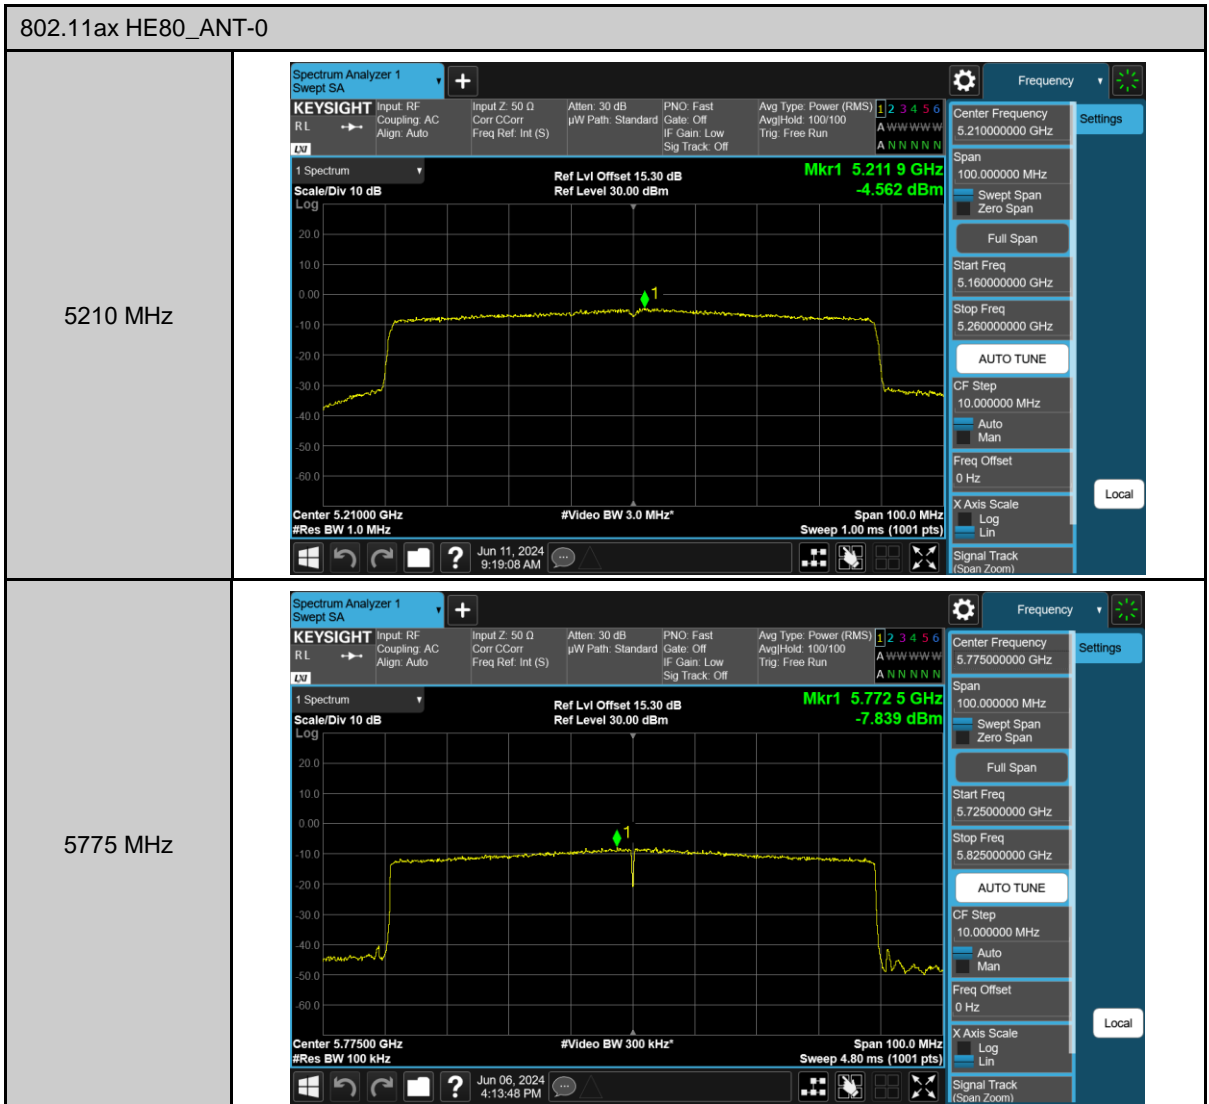 802.11ax HE80_ANT-0
5210 MHz
Spectrum Analyzer 1
Swept SA
Frequency
KEYSIGHT
RL
LXI
Input: RF
Coupling: AC
Align: Auto
Input Z: 50 Ω
Corr CCorr
Freq Ref: Int (S)
Atten: 30 dB
µW Path: Standard
PNO: Fast
Gate: Off
IF Gain: Low
Sig Track: Off
Avg Type: Power (RMS)
Avg|Hold: 100/100
Trig: Free Run
1 2 3 4 5 6
A W W W W W
A N N N N N
1 Spectrum
Scale/Div 10 dB
Log
Ref Lvl Offset 15.30 dB
Ref Level 30.00 dBm
Mkr1 5.211 9 GHz
-4.562 dBm
20.0
10.0
0.00
-10.0
-20.0
-30.0
-40.0
-50.0
-60.0
1
Center 5.21000 GHz
#Res BW 1.0 MHz
#Video BW 3.0 MHz*
Span 100.0 MHz
Sweep 1.00 ms (1001 pts)
Jun 11, 2024
9:19:08 AM
Center Frequency
5.210000000 GHz
Span
100.000000 MHz
Swept Span
Zero Span
Full Span
Start Freq
5.160000000 GHz
Stop Freq
5.260000000 GHz
AUTO TUNE
CF Step
10.000000 MHz
Auto
Man
Freq Offset
0 Hz
X Axis Scale
Log
Lin
Signal Track
(Span Zoom)
Settings
Local
5775 MHz
Spectrum Analyzer 1
Swept SA
Frequency
KEYSIGHT
RL
LXI
Input: RF
Coupling: AC
Align: Auto
Input Z: 50 Ω
Corr CCorr
Freq Ref: Int (S)
Atten: 30 dB
µW Path: Standard
PNO: Fast
Gate: Off
IF Gain: Low
Sig Track: Off
Avg Type: Power (RMS)
Avg|Hold: 100/100
Trig: Free Run
1 2 3 4 5 6
A W W W W W
A N N N N N
1 Spectrum
Scale/Div 10 dB
Log
Ref Lvl Offset 15.30 dB
Ref Level 30.00 dBm
Mkr1 5.772 5 GHz
-7.839 dBm
20.0
10.0
0.00
-10.0
-20.0
-30.0
-40.0
-50.0
-60.0
1
Center 5.77500 GHz
#Res BW 100 kHz
#Video BW 300 kHz*
Span 100.0 MHz
Sweep 4.80 ms (1001 pts)
Jun 06, 2024
4:13:48 PM
Center Frequency
5.775000000 GHz
Span
100.000000 MHz
Swept Span
Zero Span
Full Span
Start Freq
5.725000000 GHz
Stop Freq
5.825000000 GHz
AUTO TUNE
CF Step
10.000000 MHz
Auto
Man
Freq Offset
0 Hz
X Axis Scale
Log
Lin
Signal Track
(Span Zoom)
Settings
Local